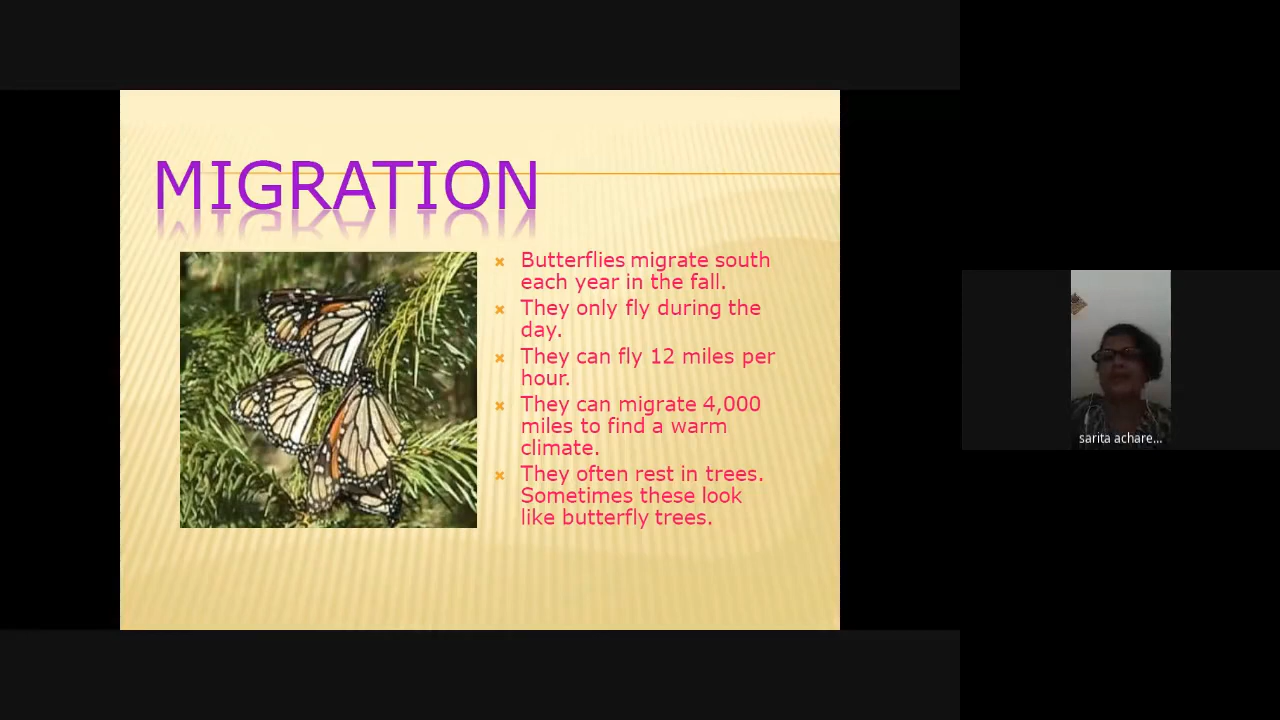 MIGRATION
Butterflies migrate south
each year in the fall.
They only fly during the
day.
They can fly 12 miles per
hour.
They can migrate 4,000
miles to find a warm
climate.
They often rest in trees.
Sometimes these look
like butterfly trees.
sarita achare...